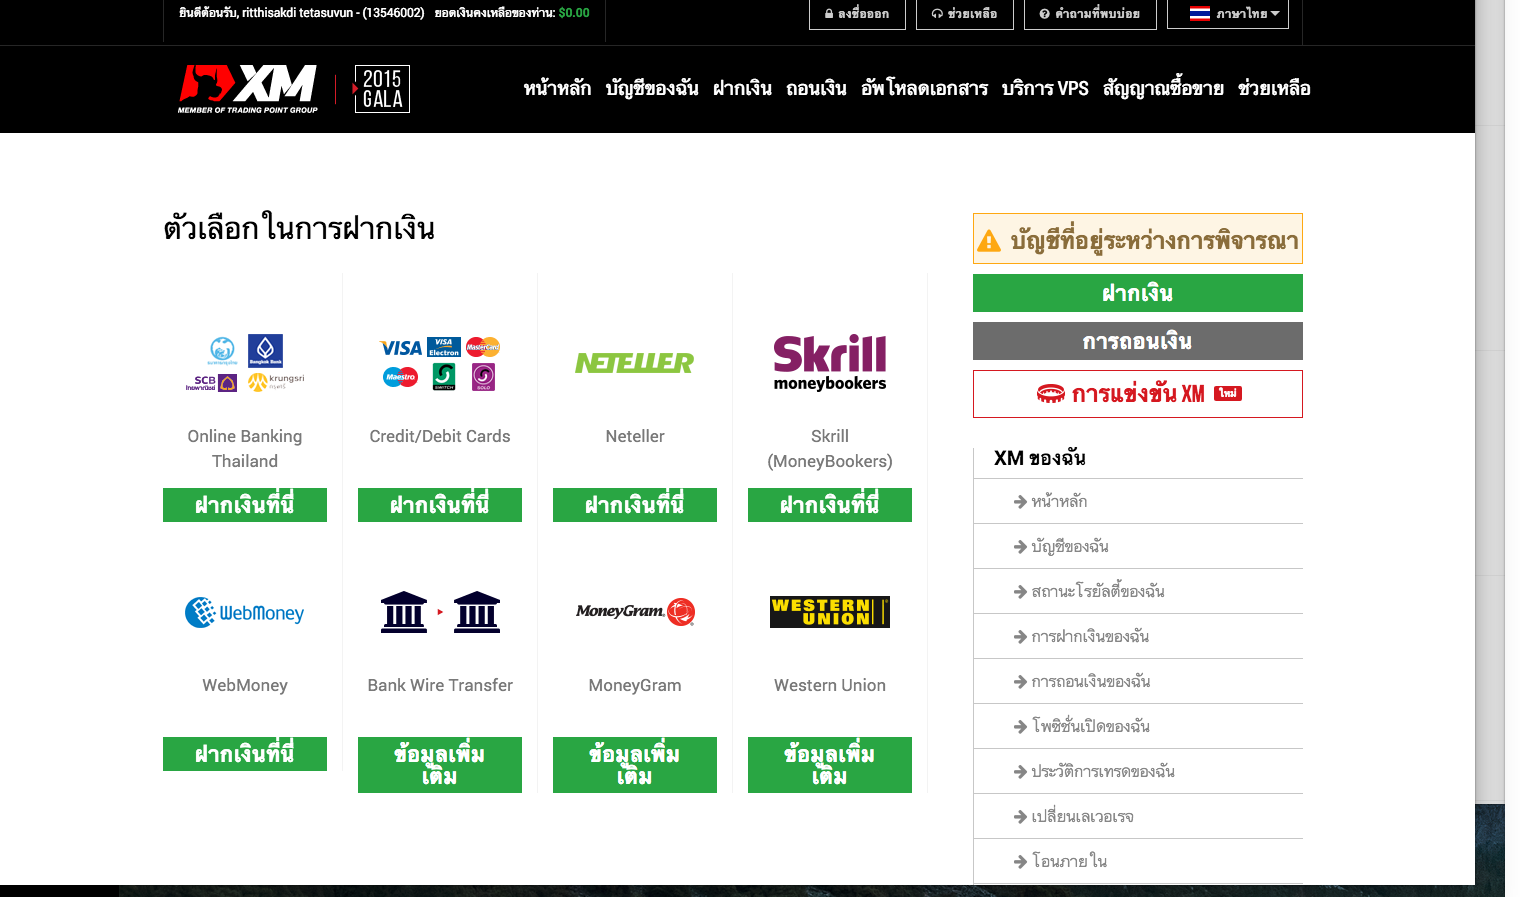 ยินดีต้อนรับ, ritthisakdi tetasuvun - (13546002) ยอดเงินคงเหลือของท่าน: $0.00
ลงชื่อออก
ช่วยเหลือ
คำถามที่พบบ่อย
ภาษาไทย
XM
MEMBER OF TRADING POINT GROUP
2015
GALA
หน้าหลัก บัญชีของฉัน ฝากเงิน ถอนเงิน อัพโหลดเอกสาร บริการ VPS สัญญาณซื้อขาย ช่วยเหลือ
ตัวเลือกในการฝากเงิน
Bangkok Bank
SCB
ไทยพาณิชย์
krungsri
กรุงศรี
Online Banking
Thailand
ฝากเงินที่นี่
VISA
VISA
Electron
MasterCard
Maestro
SWITCH
SOLO
Credit/Debit Cards
ฝากเงินที่นี่
NETELLER
Neteller
ฝากเงินที่นี่
Skrill
moneybookers
Skrill
(MoneyBookers)
ฝากเงินที่นี่
WebMoney
WebMoney
ฝากเงินที่นี่
Bank Wire Transfer
ข้อมูลเพิ่ม
เติม
MoneyGram
MoneyGram
ข้อมูลเพิ่ม
เติม
WESTERN
UNION
Western Union
ข้อมูลเพิ่ม
เติม
บัญชีที่อยู่ระหว่างการพิจารณา
ฝากเงิน
การถอนเงิน
การแข่งขัน XM ใหม่
XM ของฉัน
หน้าหลัก
บัญชีของฉัน
สถานะโรยัลตี้ของฉัน
การฝากเงินของฉัน
การถอนเงินของฉัน
โพซิชั่นเปิดของฉัน
ประวัติการเทรดของฉัน
เปลี่ยนเลเวอเรจ
โอนภายใน